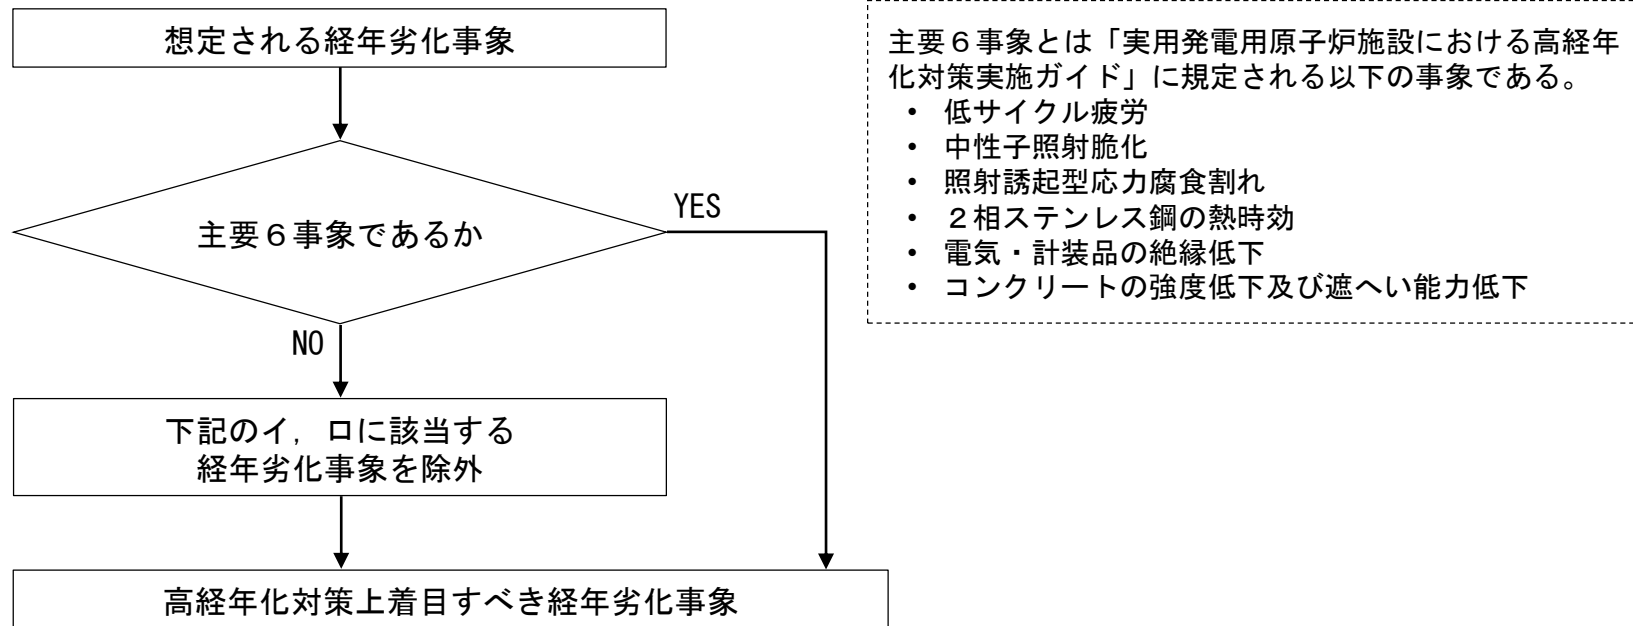 想定される経年劣化事象
主要６事象であるか
YES
NO
下記のイ，ロに該当する
経年劣化事象を除外
高経年化対策上着目すべき経年劣化事象
主要６事象とは「実用発電用原子炉施設における高経年
化対策実施ガイド」に規定される以下の事象である。
• 低サイクル疲労
• 中性子照射脆化
• 照射誘起型応力腐食割れ
• ２相ステンレス鋼の熱時効
• 電気・計装品の絶縁低下
• コンクリートの強度低下及び遮へい能力低下